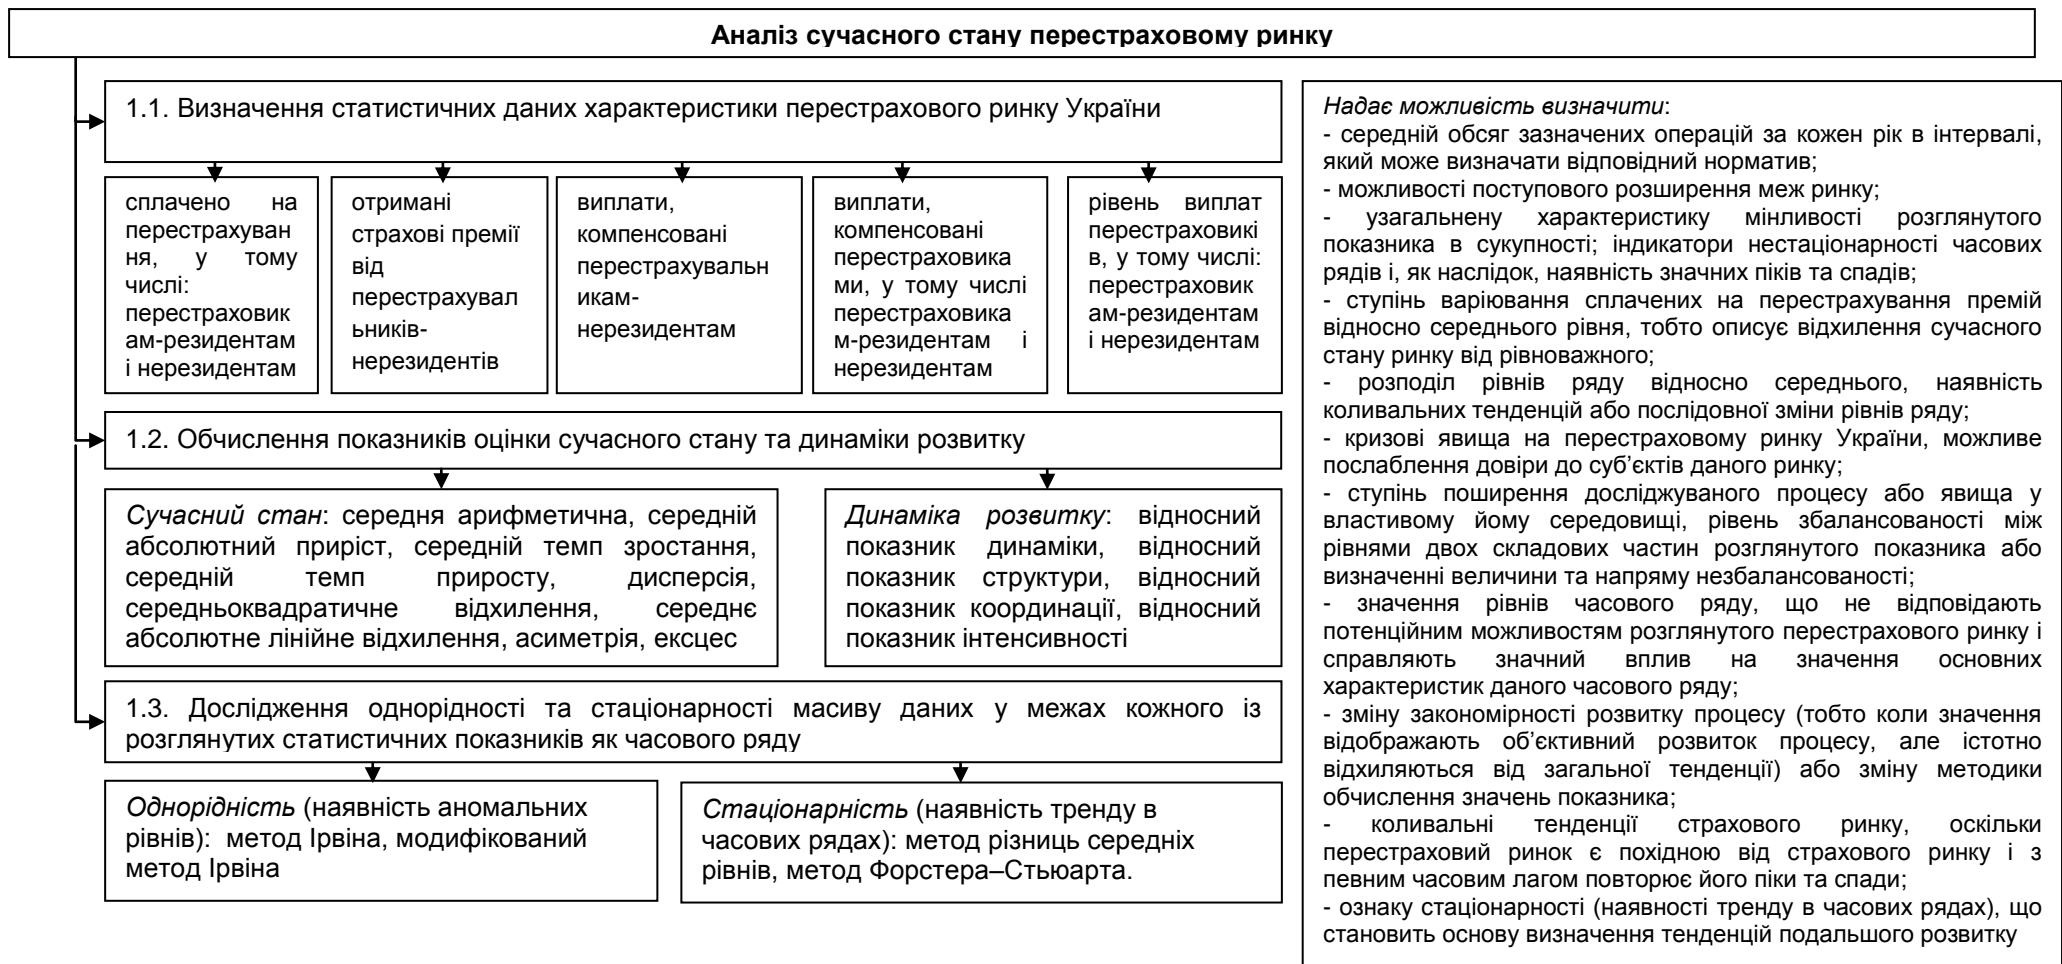 Аналіз сучасного стану перестраховому ринку
1.1. Визначення статистичних даних характеристики перестрахового ринку України
сплачено на
перестрахуван
ня, у тому
числі:
перестраховик
ам-резидентам
і нерезидентам
отримані
страхові премії
від
перестрахувал
ьників-
нерезидентів
виплати,
компенсовані
перестрахувальн
икам-
нерезидентам
виплати,
компенсовані
перестраховика
ми, у тому числі
перестраховика
м-резидентам і
нерезидентам
рівень виплат
перестраховикі
в, у тому числі:
перестраховик
ам-резидентам
і нерезидентам
1.2. Обчислення показників оцінки сучасного стану та динаміки розвитку
Сучасний стан: середня арифметична, середній
абсолютний приріст, середній темп зростання,
середній темп приросту, дисперсія,
середньоквадратичне відхилення, середнє
абсолютне лінійне відхилення, асиметрія, ексцес
Динаміка розвитку: відносний
показник динаміки, відносний
показник структури, відносний
показник координації, відносний
показник інтенсивності
1.3. Дослідження однорідності та стаціонарності масиву даних у межах кожного із
розглянутих статистичних показників як часового ряду
Однорідність (наявність аномальних
рівнів): метод Ірвіна, модифікований
метод Ірвіна
Стаціонарність (наявність тренду в
часових рядах): метод різниць середніх
рівнів, метод Форстера–Стьюарта.
Надає можливість визначити:
- середній обсяг зазначених операцій за кожен рік в інтервалі,
який може визначати відповідний норматив;
- можливості поступового розширення меж ринку;
- узагальнену характеристику мінливості розглянутого
показника в сукупності; індикатори нестаціонарності часових
рядів і, як наслідок, наявність значних піків та спадів;
- ступінь варіювання сплачених на перестрахування премій
відносно середнього рівня, тобто описує відхилення сучасного
стану ринку від рівноважного;
- розподіл рівнів ряду відносно середнього, наявність
коливальних тенденцій або послідовної зміни рівнів ряду;
- кризові явища на перестраховому ринку України, можливе
послаблення довіри до суб’єктів даного ринку;
- ступінь поширення досліджуваного процесу або явища у
властивому йому середовищі, рівень збалансованості між
рівнями двох складових частин розглянутого показника або
визначенні величини та напряму незбалансованості;
- значення рівнів часового ряду, що не відповідають
потенційним можливостям розглянутого перестрахового ринку і
справляють значний вплив на значення основних
характеристик даного часового ряду;
- зміну закономірності розвитку процесу (тобто коли значення
відображають об’єктивний розвиток процесу, але істотно
відхиляються від загальної тенденції) або зміну методики
обчислення значень показника;
- коливальні тенденції страхового ринку, оскільки
перестраховий ринок є похідною від страхового ринку і з
певним часовим лагом повторює його піки та спади;
- ознаку стаціонарності (наявності тренду в часових рядах), що
становить основу визначення тенденцій подальшого розвитку